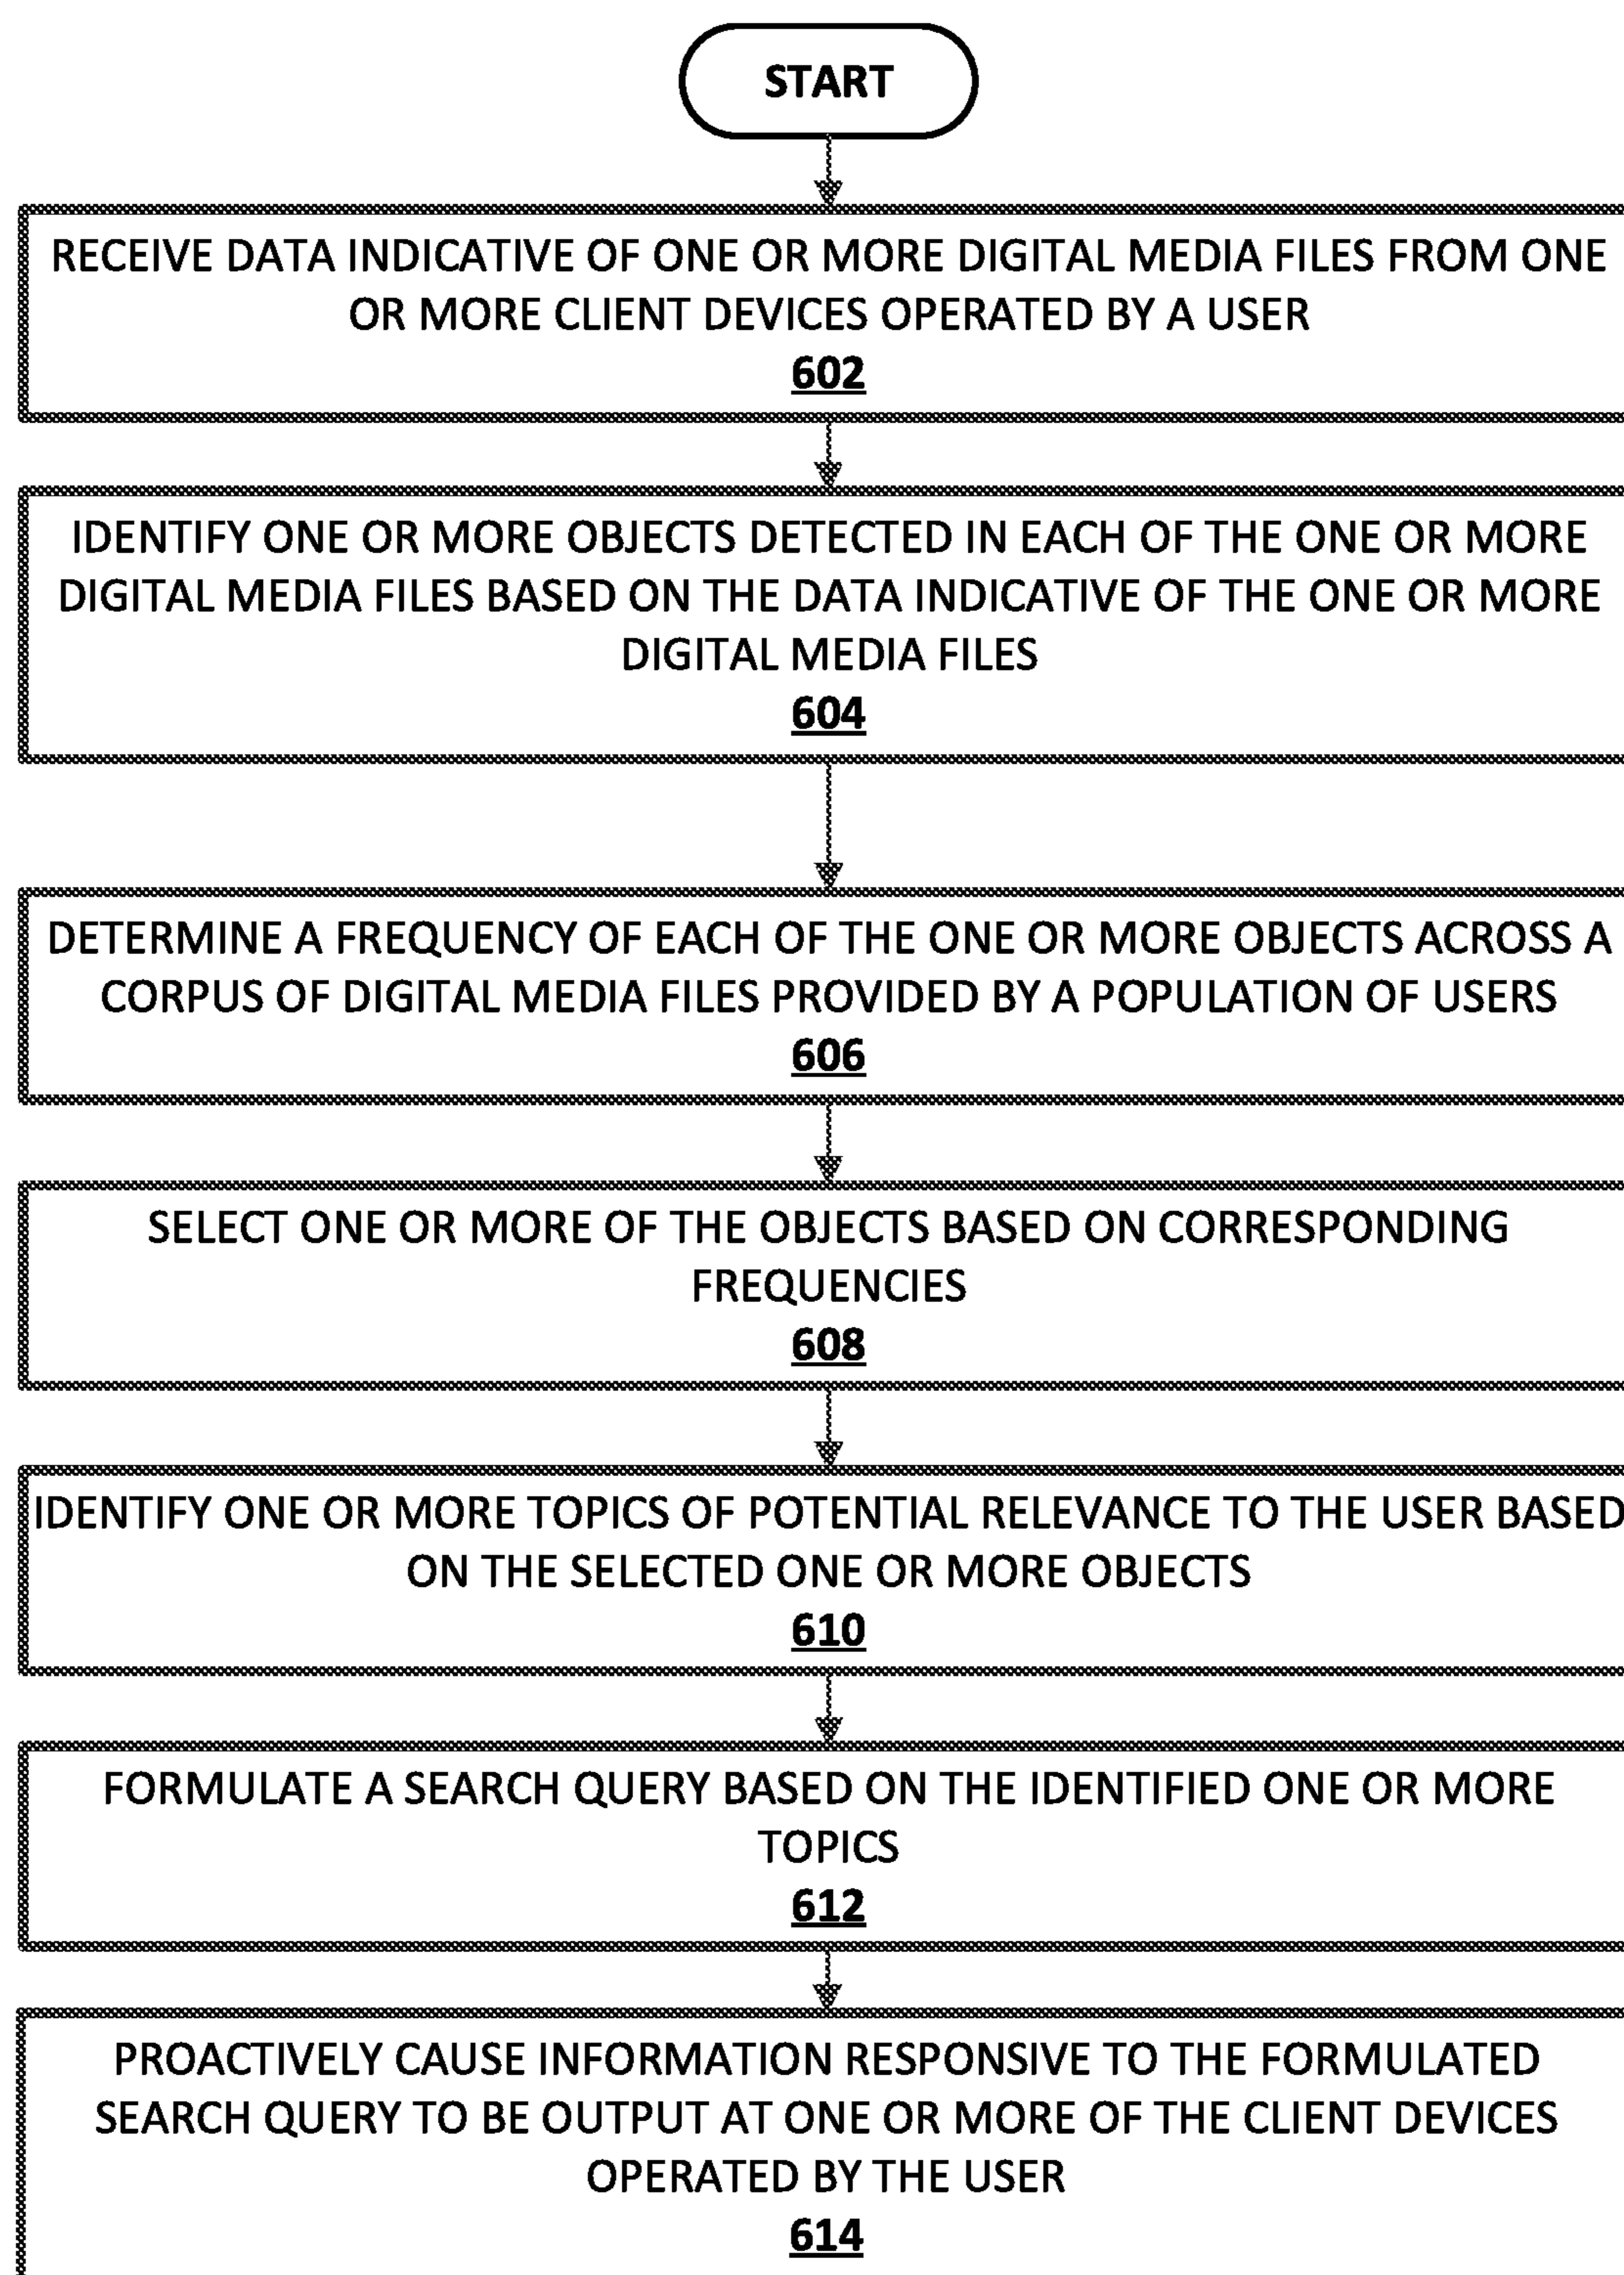 START
RECEIVE DATA INDICATIVE OF ONE OR MORE DIGITAL MEDIA FILES FROM ONE
OR MORE CLIENT DEVICES OPERATED BY A USER
602
IDENTIFY ONE OR MORE OBJECTS DETECTED IN EACH OF THE ONE OR MORE
DIGITAL MEDIA FILES BASED ON THE DATA INDICATIVE OF THE ONE OR MORE
DIGITAL MEDIA FILES
604
DETERMINE A FREQUENCY OF EACH OF THE ONE OR MORE OBJECTS ACROSS A
CORPUS OF DIGITAL MEDIA FILES PROVIDED BY A POPULATION OF USERS
606
SELECT ONE OR MORE OF THE OBJECTS BASED ON CORRESPONDING
FREQUENCIES
608
IDENTIFY ONE OR MORE TOPICS OF POTENTIAL RELEVANCE TO THE USER BASED
ON THE SELECTED ONE OR MORE OBJECTS
610
FORMULATE A SEARCH QUERY BASED ON THE IDENTIFIED ONE OR MORE
TOPICS
612
PROACTIVELY CAUSE INFORMATION RESPONSIVE TO THE FORMULATED
SEARCH QUERY TO BE OUTPUT AT ONE OR MORE OF THE CLIENT DEVICES
OPERATED BY THE USER
614